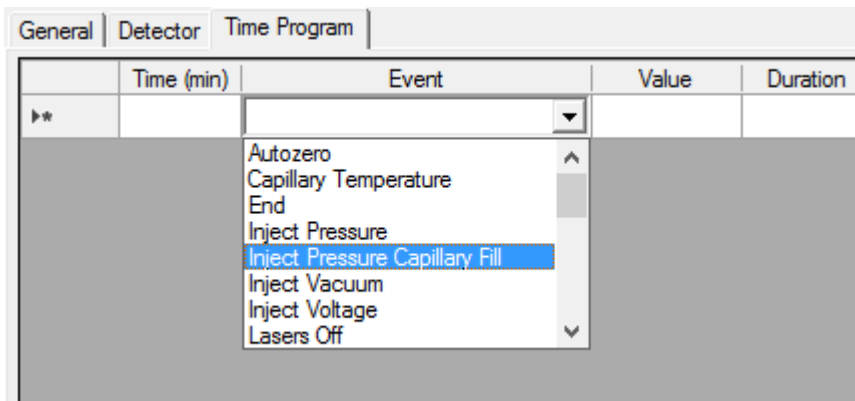 General Detector Time Program
Time (min) Event Value Duration
Autozero
Capillary Temperature
End
Inject Pressure
Inject Pressure Capillary Fill
Inject Vacuum
Inject Voltage
Lasers Off